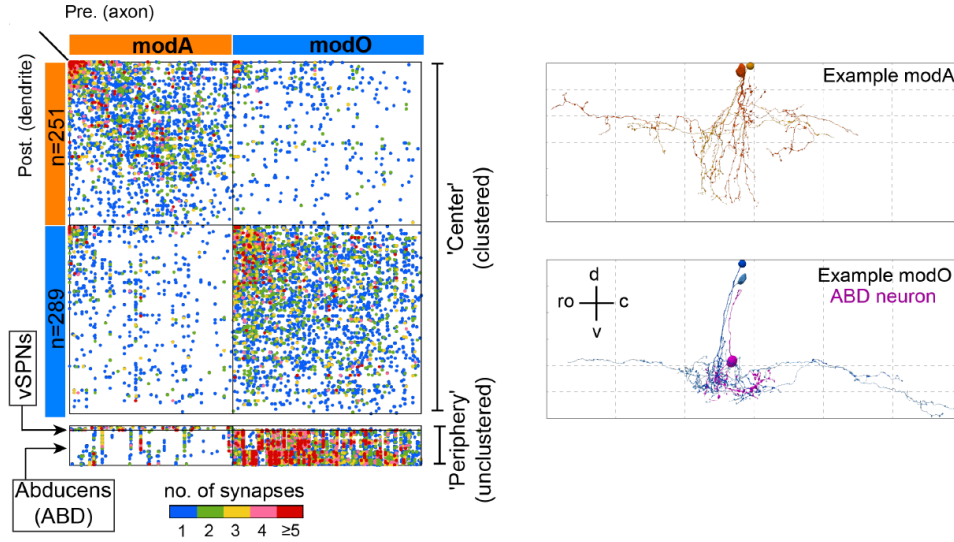 Pre. (axon)
modA
modO
Post. (dendrite)
n=251
n=289
'Center'
(clustered)
vSPNs
'Periphery'
(unclustered)
Abducens
(ABD)
no. of synapses
1 2 3 4 ≥5
Example modA
Example modO
ABD neuron
d
ro c
v